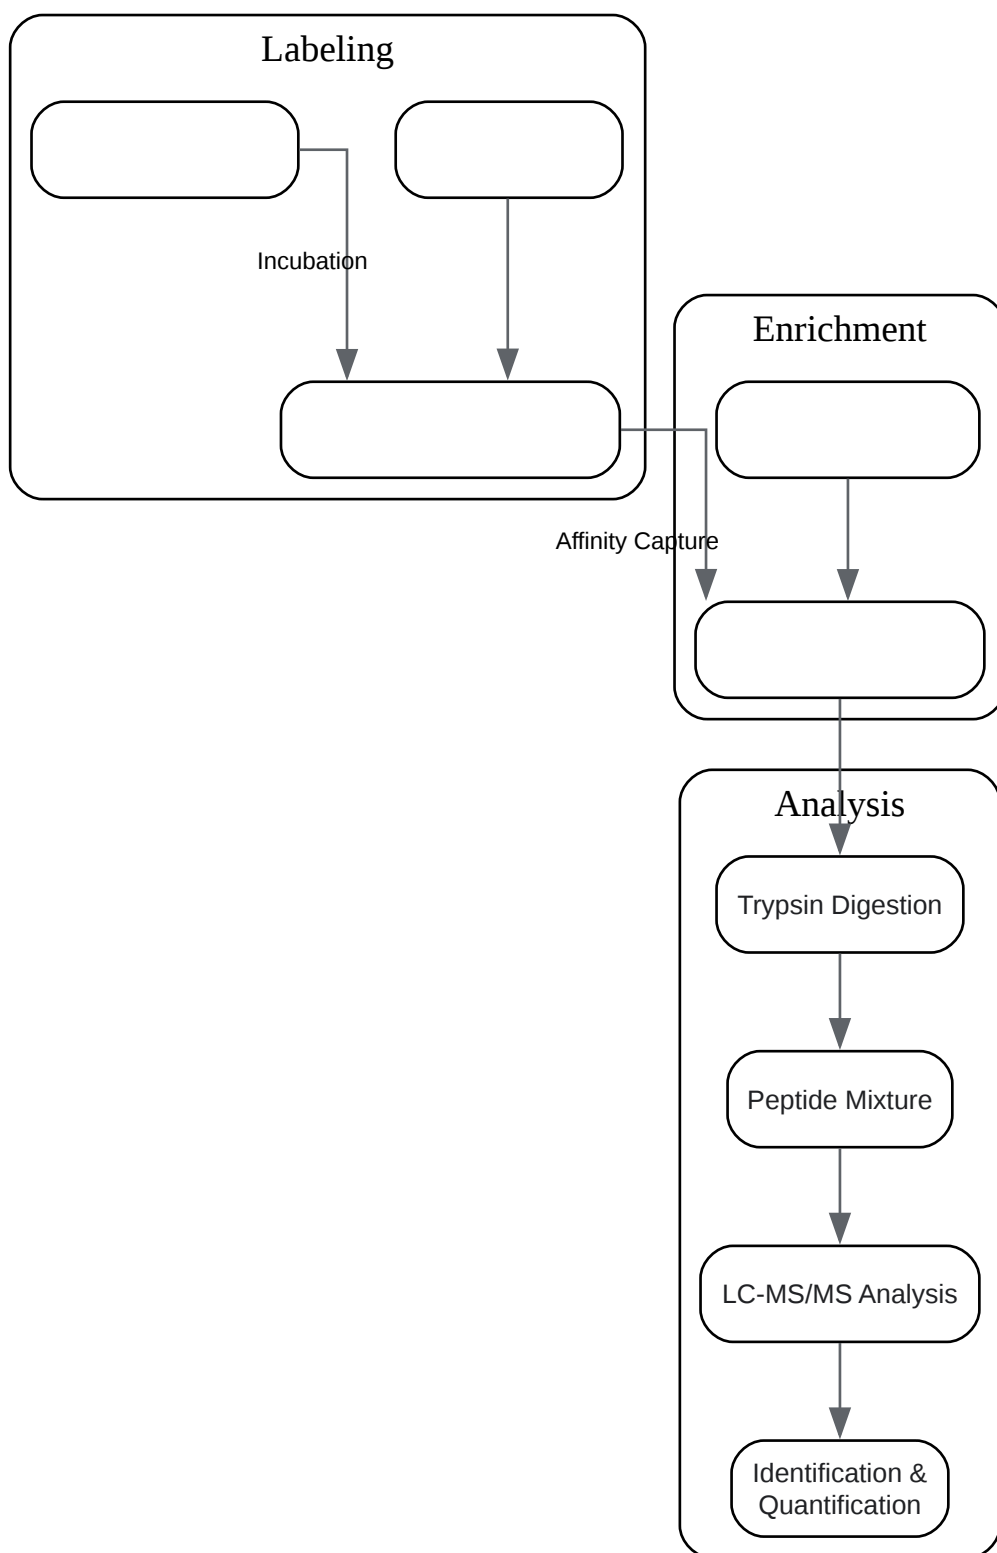 Labeling
Incubation
Enrichment
Affinity Capture
Analysis
Trypsin Digestion
Peptide Mixture
LC-MS/MS Analysis
Identification &
Quantification